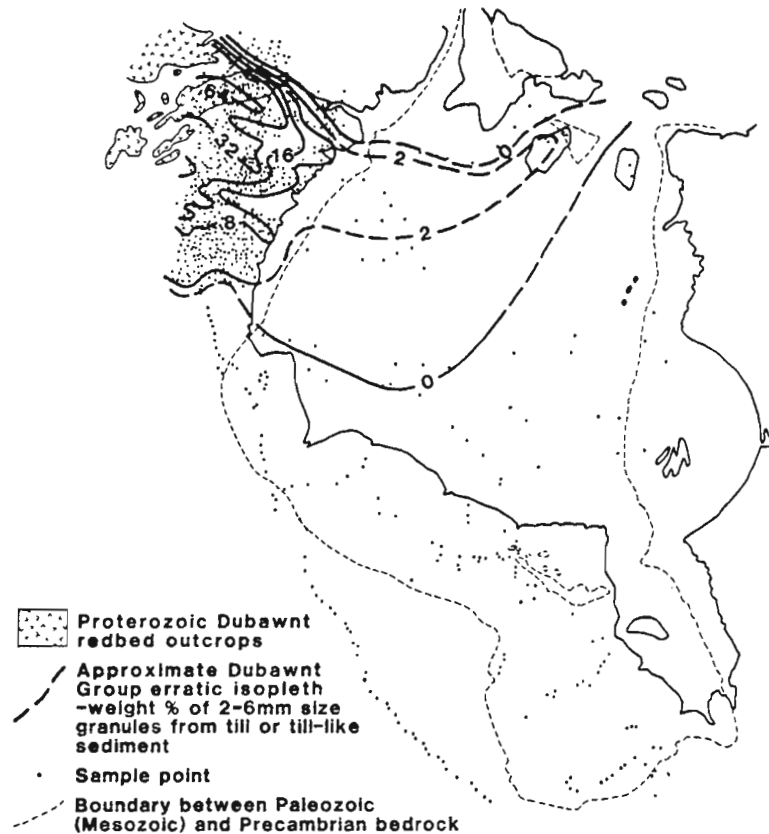 64
32
16
8
2
0
2
0
Proterozoic Dubawnt
redbed outcrops
Approximate Dubawnt
Group erratic isopleth
-weight % of 2-6mm size
granules from till or till-like
sediment
Sample point
Boundary between Paleozoic
(Mesozoic) and Precambrian bedrock